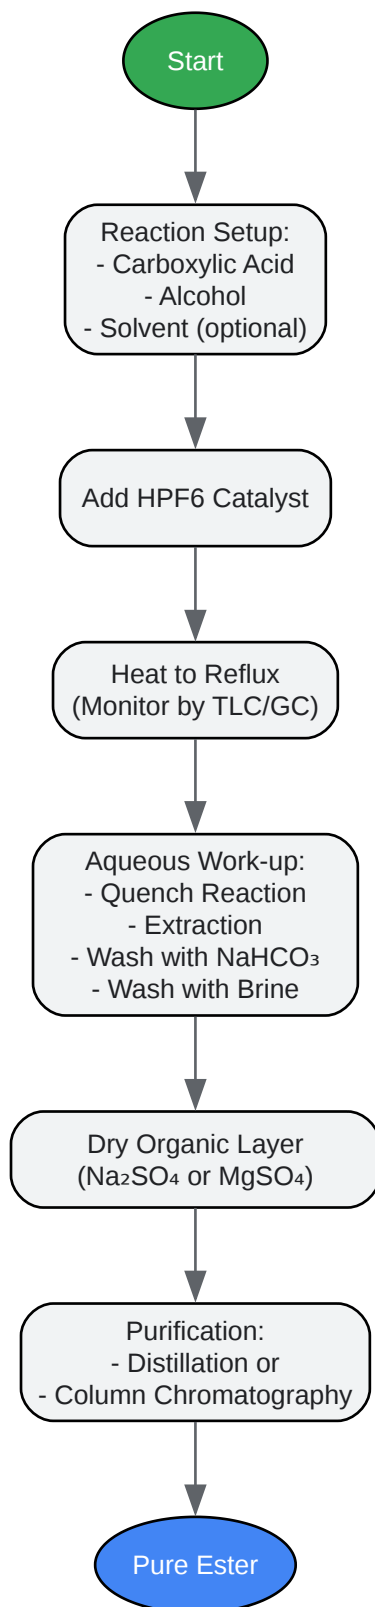 Start
Reaction Setup:
- Carboxylic Acid
- Alcohol
- Solvent (optional)
Add HPF6 Catalyst
Heat to Reflux
(Monitor by TLC/GC)
Aqueous Work-up:
- Quench Reaction
- Extraction
- Wash with NaHCO₃
- Wash with Brine
Dry Organic Layer
(Na₂SO₄ or MgSO₄)
Purification:
- Distillation or
- Column Chromatography
Pure Ester